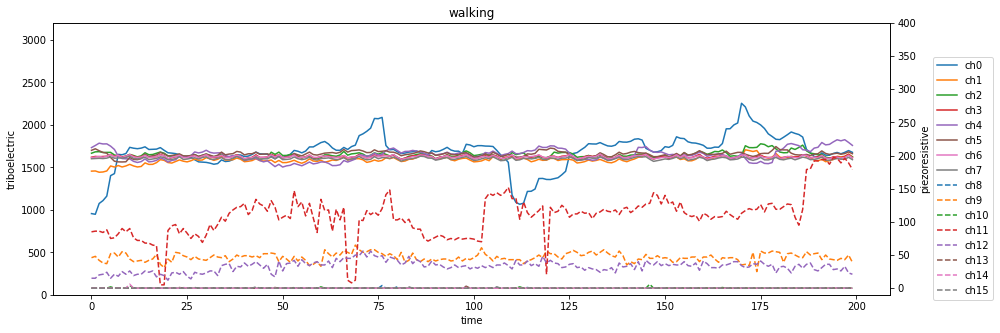 walking
triboelectric
3000
2500
2000
1500
1000
500
0
0
25
50
75
100
125
150
175
200
time
piezoresistive
400
350
300
250
200
150
100
50
0
ch0
ch1
ch2
ch3
ch4
ch5
ch6
ch7
ch8
ch9
ch10
ch11
ch12
ch13
ch14
ch15